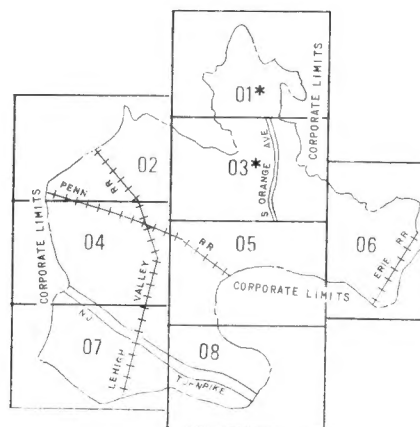 01*
CORPORATE LIMITS
02
03*
S ORANGE AVE
PENN RR
RR
CORPORATE LIMITS
04
05
06
ERIE RR
VALLEY
CORPORATE LIMITS
NJ
07
08
LEHIGH
TURNPIKE